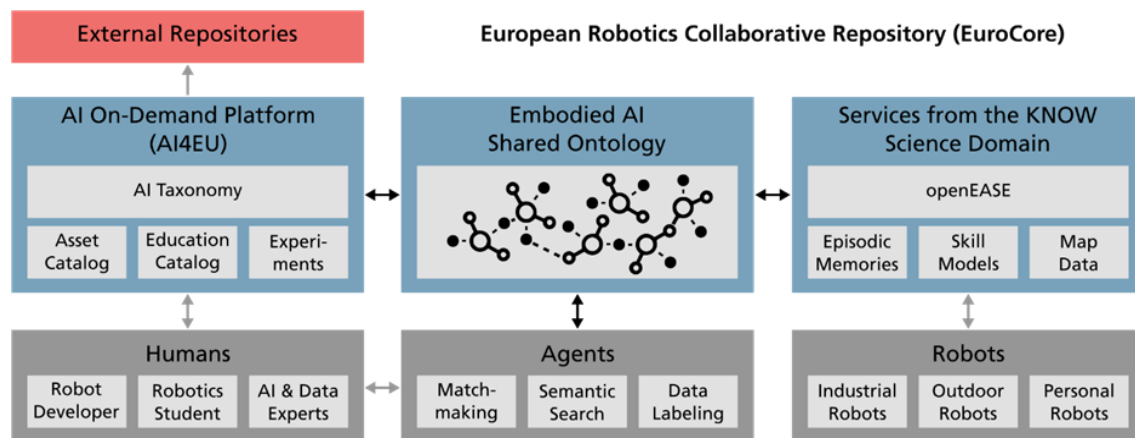 External Repositories
European Robotics Collaborative Repository (EuroCore)
AI On-Demand Platform
(AI4EU)
AI Taxonomy
Asset
Catalog
Education
Catalog
Experi-
ments
Embodied AI
Shared Ontology
Services from the KNOW
Science Domain
openEASE
Episodic
Memories
Skill
Models
Map
Data
Humans
Robot
Developer
Robotics
Student
AI & Data
Experts
Agents
Match-
making
Semantic
Search
Data
Labeling
Robots
Industrial
Robots
Outdoor
Robots
Personal
Robots